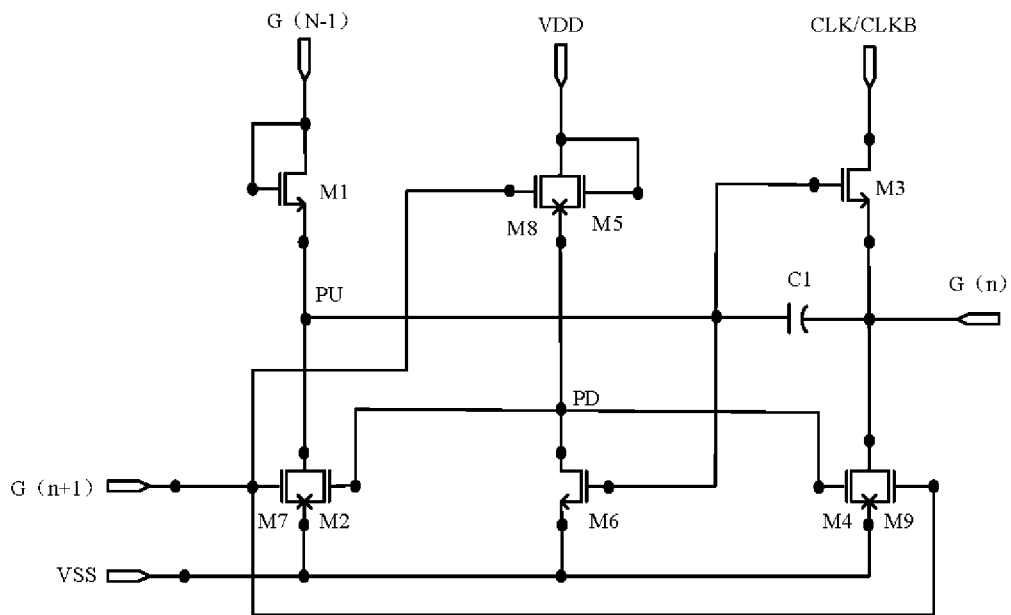 G（N-1）
VDD
CLK/CLKB
M1
M8
M5
M3
C1
G（n）
PU
PD
G（n+1）
M7
M2
M6
M4
M9
VSS